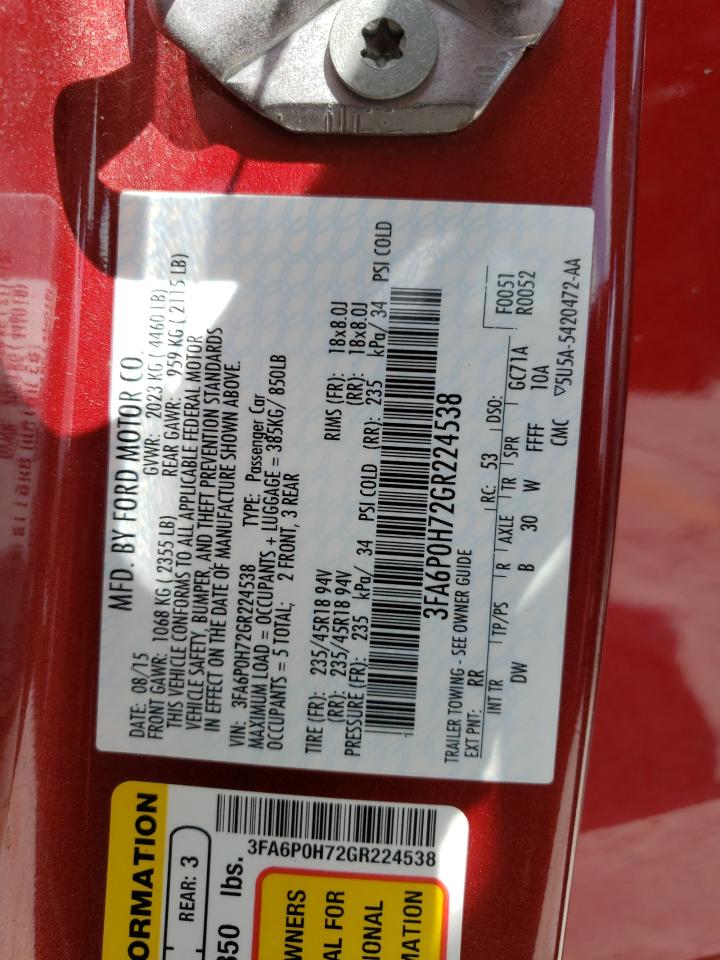 MFD. BY FORD MOTOR CO.
DATE: 08/15 GVWR: 2023 KG ( 4460 LB)
FRONT GAWR: 1068 KG ( 2355 LB) REAR GAWR: 959 KG ( 2115 LB)
THIS VEHICLE CONFORMS TO ALL APPLICABLE FEDERAL MOTOR
VEHICLE SAFETY, BUMPER, AND THEFT PREVENTION STANDARDS
IN EFFECT ON THE DATE OF MANUFACTURE SHOWN ABOVE.
VIN: 3FA6P0H72GR224538 TYPE: Passenger Car
MAXIMUM LOAD = OCCUPANTS + LUGGAGE = 385KG/ 850LB
OCCUPANTS = 5 TOTAL; 2 FRONT, 3 REAR
TIRE (FR): 235/45R18 94V RIMS (FR): 18x8.0J
(RR): 235/45R18 94V 18x8.0J
PRESSURE (FR): 235 kPa/ 34 PSI COLD (RR): 235 kPa/ 34 PSI COLD
3FA6P0H72GR224538
TRAILER TOWING - SEE OWNER GUIDE
EXT PNT: RR RC: 53 DSO: F0051
R0052
INT TR TP/PS R AXLE TR SPR GC71A
DW B 30 W FFFF 10A
CMC ▽5U5A-5420472-AA
ORMATION
REAR: 3
350 lbs.
3FA6P0H72GR224538
WNERS
AL FOR
IONAL
MATION